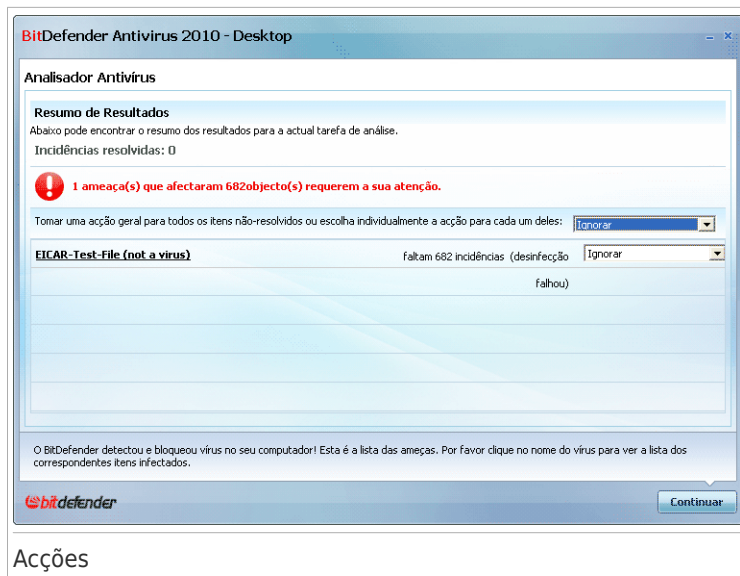 BitDefender Antivirus 2010 - Desktop
Analisador Antivírus
Resumo de Resultados
Abaixo pode encontrar o resumo dos resultados para a actual tarefa de análise.
Incidências resolvidas: 0
1 ameaça(s) que afectaram 682objecto(s) requerem a sua atenção.
Tomar uma acção geral para todos os itens não-resolvidos ou escolha individualmente a acção para cada um deles: Ignorar
EICAR-Test-File (not a virus) faltam 682 incidências (desinfecção Ignorar
falhou)
O BitDefender detectou e bloqueou vírus no seu computador! Esta é a lista das ameças. Por favor clique no nome do vírus para ver a lista dos
correspondentes itens infectados.
bitdefender Continuar
Acções